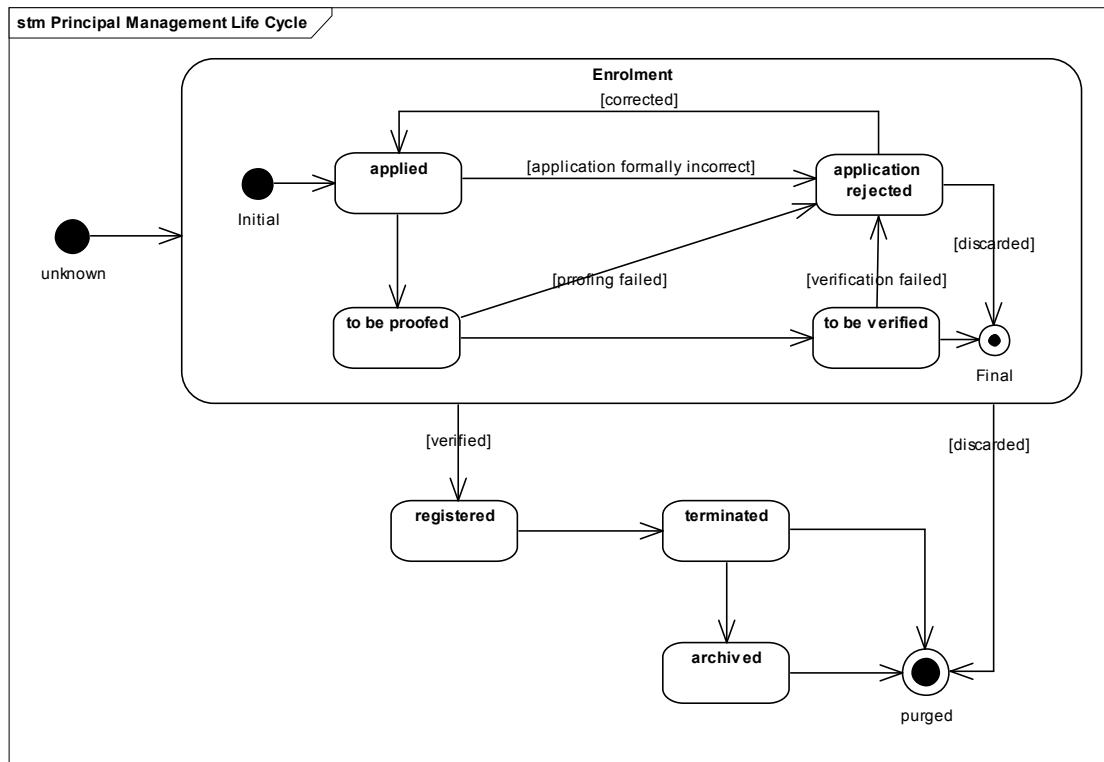 stm Principal Management Life Cycle
Enrolment
[corrected]
applied
[application formally incorrect]
application
rejected
Initial
unknown
[discarded]
[prrofing failed]
[verification failed]
to be proofed
to be verified
Final
[verified]
[discarded]
registered
terminated
archived
purged